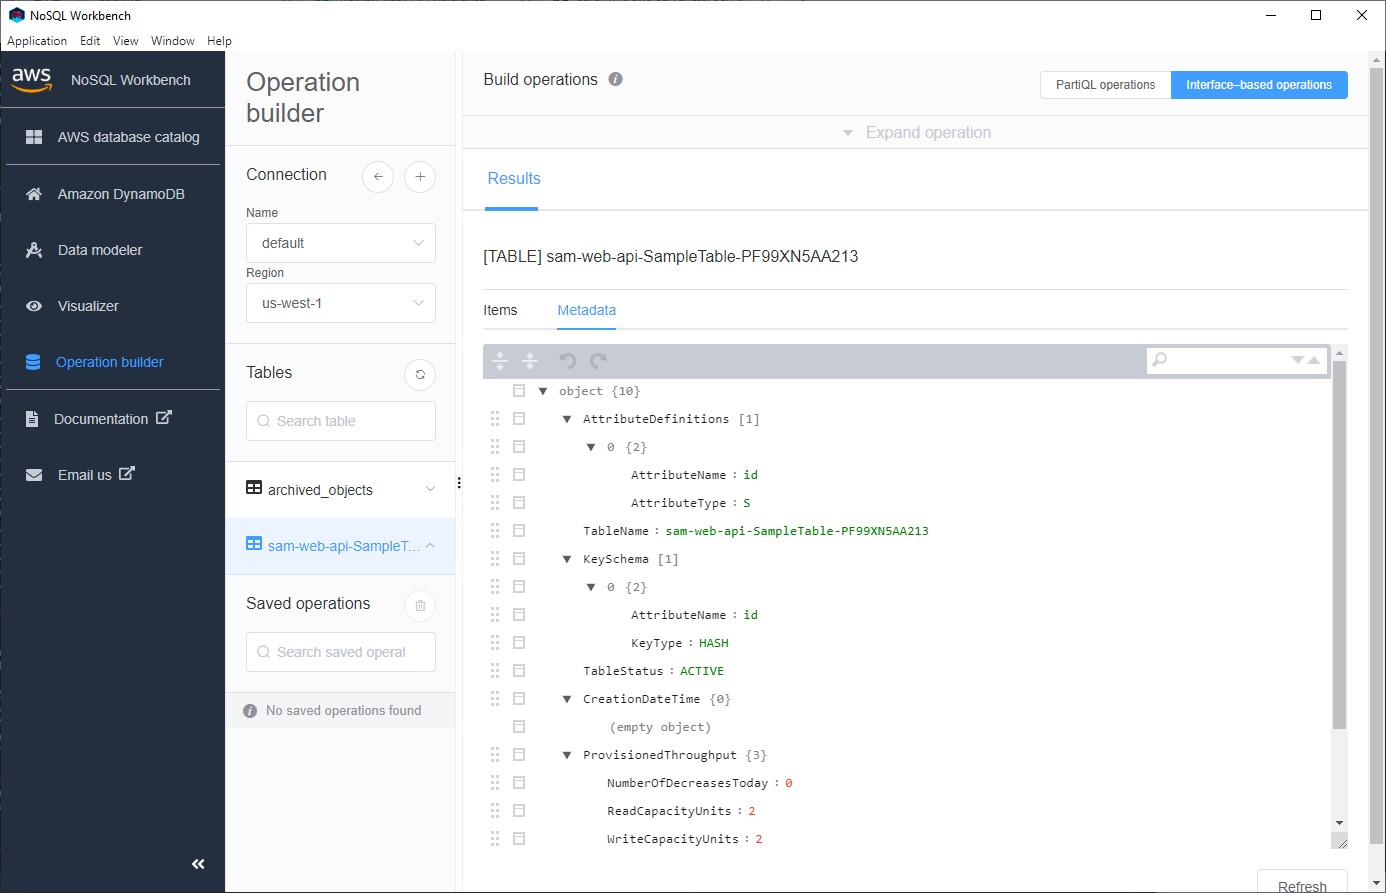 NoSQL Workbench
Application Edit View Window Help
aws NoSQL Workbench
AWS database catalog
Amazon DynamoDB
Data modeler
Visualizer
Operation builder
Documentation
Email us
Operation
builder
Connection
Name
default
Region
us-west-1
Tables
Search table
archived_objects
sam-web-api-SampleT...
Saved operations
Search saved operat
No saved operations found
Build operations
PartiQL operations Interface–based operations
Expand operation
Results
[TABLE] sam-web-api-SampleTable-PF99XN5AA213
Items Metadata
object {10}
AttributeDefinitions [1]
0 {2}
AttributeName : id
AttributeType : S
TableName : sam-web-api-SampleTable-PF99XN5AA213
KeySchema [1]
0 {2}
AttributeName : id
KeyType : HASH
TableStatus : ACTIVE
CreationDateTime {0}
(empty object)
ProvisionedThroughput {3}
NumberOfDecreasesToday : 0
ReadCapacityUnits : 2
WriteCapacityUnits : 2
Refresh